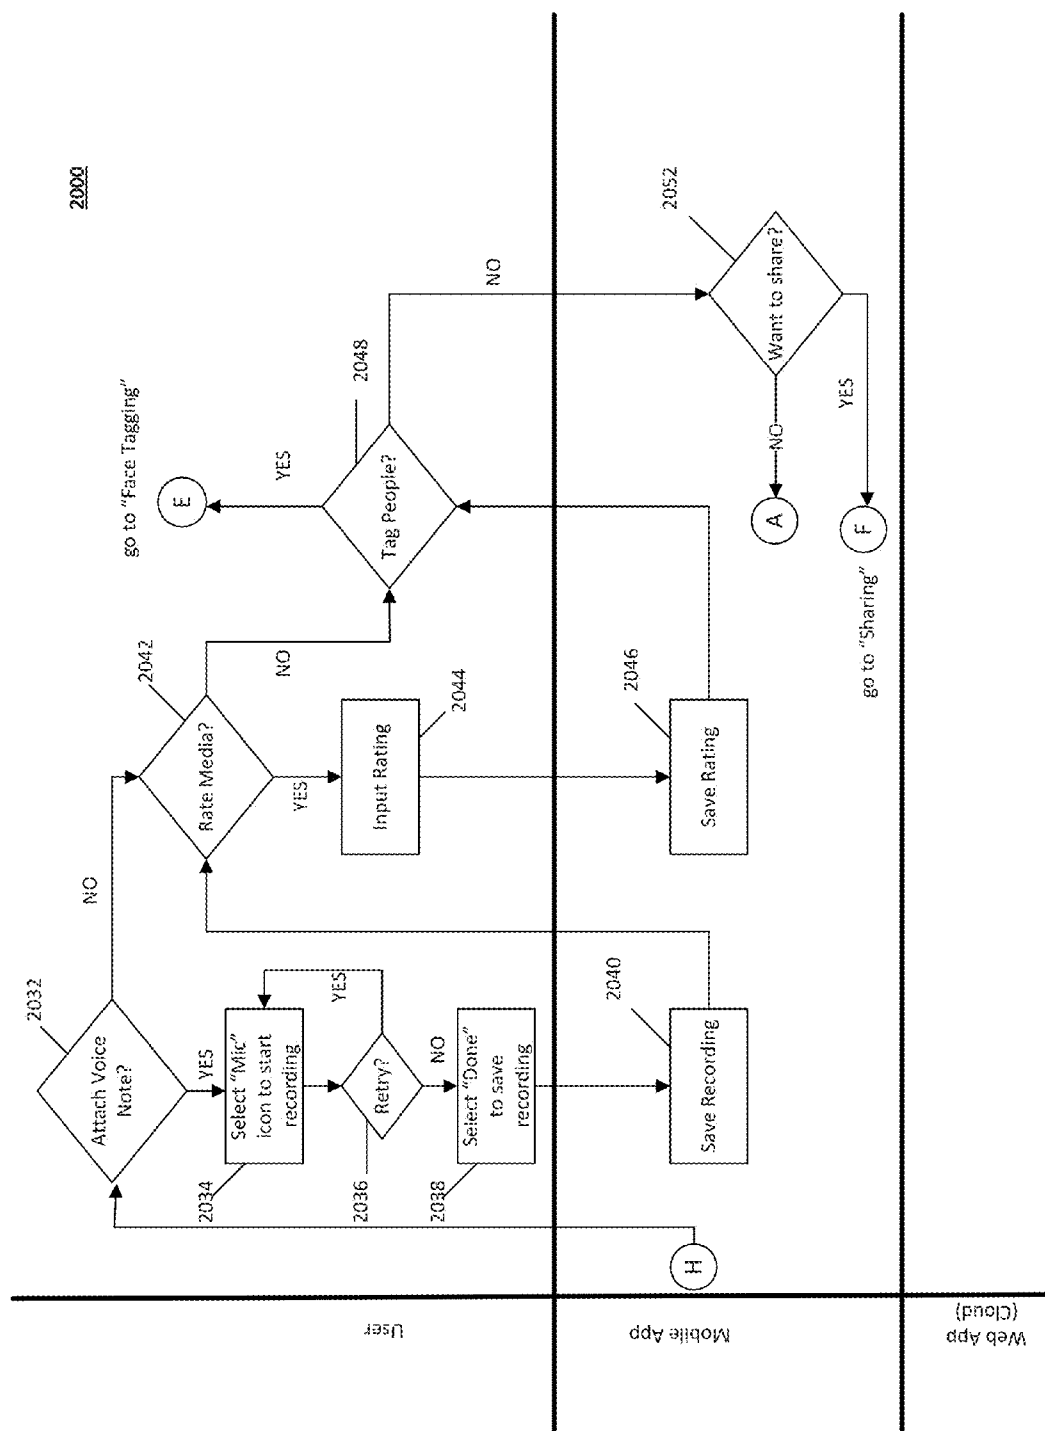 2000
Attach Voice
Note?
2032
NO
YES
Select "Mic"
icon to start
recording
2034
YES
Retry?
2036
NO
Select "Done"
to save
recording
2038
Save Recording
2040
H
Rate Media?
2042
NO
YES
Input Rating
2044
Save Rating
2046
Tag People?
2048
YES
E
go to "Face Tagging"
NO
Want to share?
2052
NO
A
YES
F
go to "Sharing"
User
Mobile App
Web App
(Cloud)